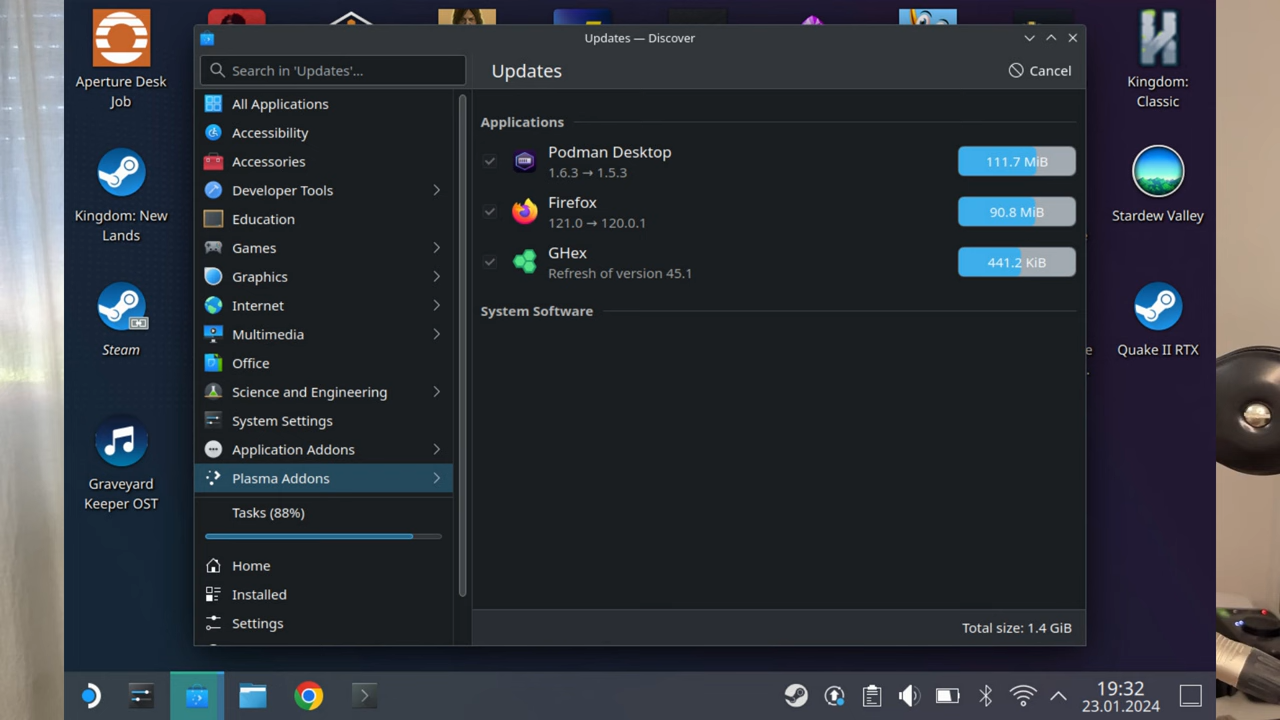 Updates — Discover
Search in 'Updates'...
Updates
Cancel
All Applications
Accessibility
Accessories
Developer Tools
Education
Games
Graphics
Internet
Multimedia
Office
Science and Engineering
System Settings
Application Addons
Plasma Addons
Tasks (88%)
Home
Installed
Settings
Applications
Podman Desktop
1.6.3 → 1.5.3
111.7 MiB
Firefox
121.0 → 120.0.1
90.8 MiB
GHex
Refresh of version 45.1
441.2 KiB
System Software
Total size: 1.4 GiB
Aperture Desk
Job
Kingdom: New
Lands
Steam
Graveyard
Keeper OST
Kingdom:
Classic
Stardew Valley
Quake II RTX
e
19:32
23.01.2024